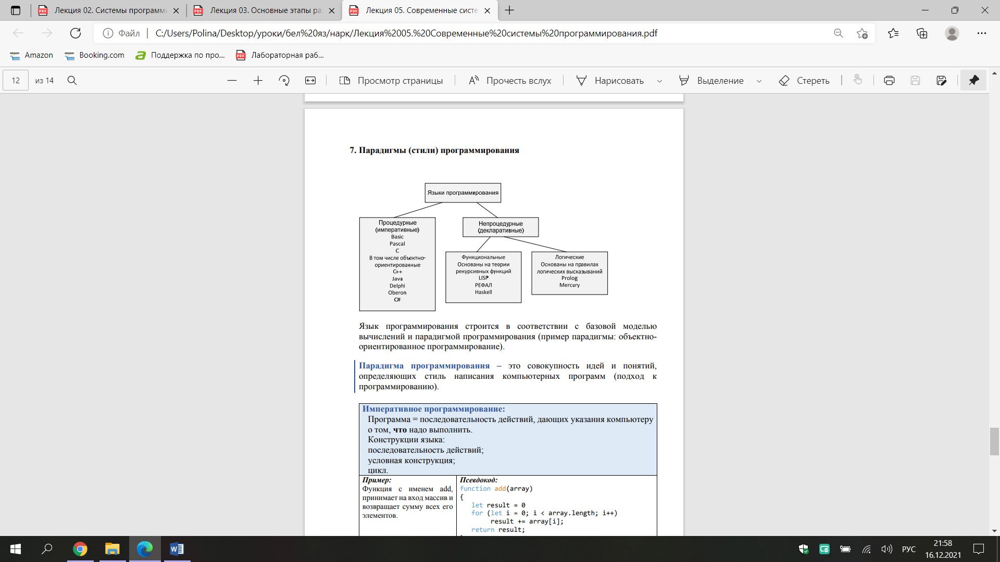 Лекция 02. Системы программи
Лекция 03. Основные этапы ра
Лекция 05. Современные систе
Файл
C:/Users/Polina/Desktop/уроки/бел%20яз/нарк/Лекция%2005.%20Современные%20системы%20программирования.pdf
Amazon
Booking.com
Поддержка по про...
Лабораторная раб...
12
из 14
Просмотр страницы
Прочесть вслух
Нарисовать
Выделение
Стереть
7. Парадигмы (стили) программирования
Языки программирования
Процедурные
(императивные)
Basic
Pascal
C
В том числе объектно-
ориентированные
C++
Java
Delphi
Oberon
C#
Непроцедурные
(декларативные)
Функциональные
Основаны на теории
рекурсивных функций
LISP
РЕФАЛ
Haskell
Логические
Основаны на правилах
логических высказываний
Prolog
Mercury
Язык программирования строится в соответствии с базовой моделью
вычислений и парадигмой программирования (пример парадигмы: объектно-
ориентированное программирование).
Парадигма программирования – это совокупность идей и понятий,
определяющих стиль написания компьютерных программ (подход к
программированию).
Императивное программирование:
Программа = последовательность действий, дающих указания компьютеру
о том, что надо выполнить.
Конструкции языка:
последовательность действий;
условная конструкция;
цикл.
Пример:
Функция с именем add,
принимает на вход массив и
возвращает сумму всех его
элементов.
Псевдокод:
function add(array)
{
let result = 0
for (let i = 0; i < array.length; i++)
result += array[i];
return result;
РУС
21:58
16.12.2021